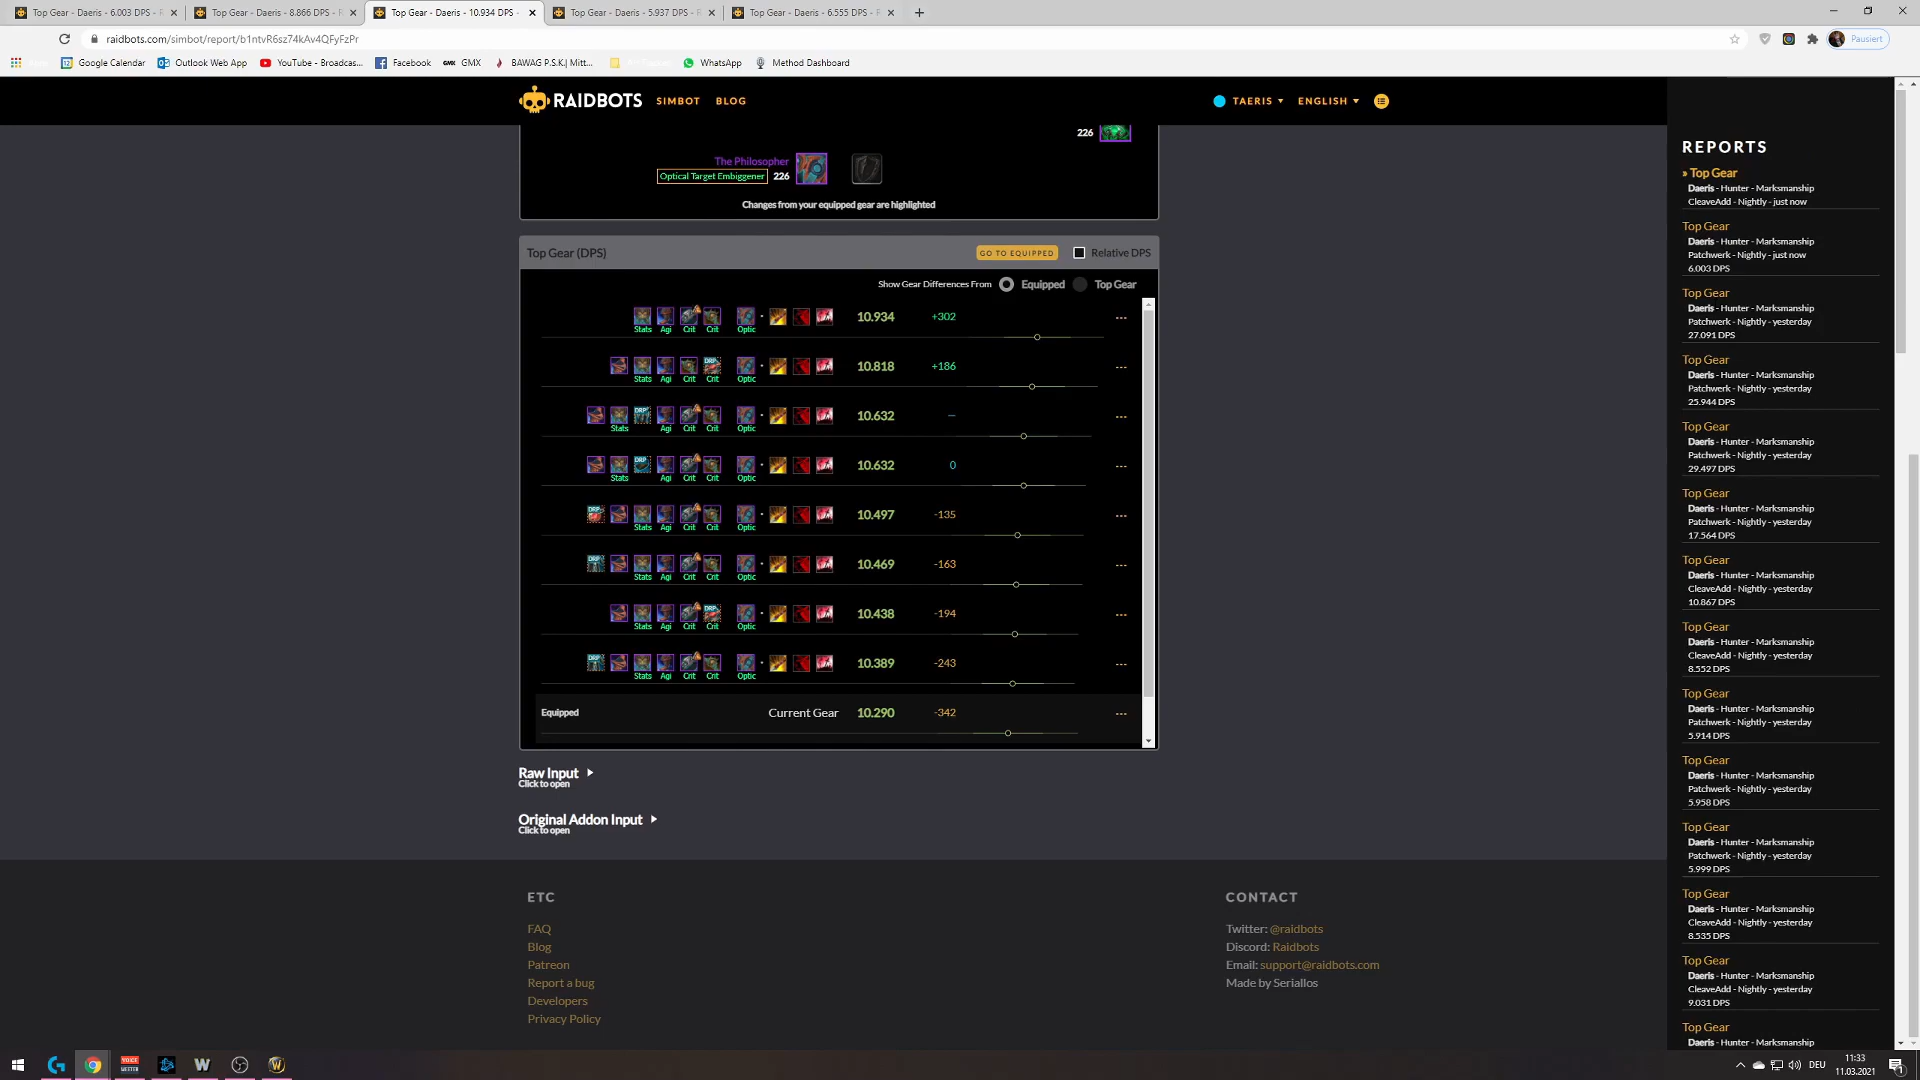 Top Gear - Daeris - 6.003 DPS -
Top Gear - Daeris - 8.866 DPS -
Top Gear - Daeris - 10.934 DPS -
Top Gear - Daeris - 5.937 DPS -
Top Gear - Daeris - 6.555 DPS -
raidbots.com/simbot/report/b1ntvR6sz74kAv4QFyFzPr
Pausiert
Google Calendar
Outlook Web App
YouTube - Broadcas...
Facebook
GMX GMX
BAWAG P.S.K.| Mitt...
WhatsApp
Method Dashboard
RAIDBOTS
SIMBOT
BLOG
TAERIS
ENGLISH
226
The Philosopher
Optical Target Embiggener 226
Changes from your equipped gear are highlighted
Top Gear (DPS)
GO TO EQUIPPED
Relative DPS
Show Gear Differences From
Equipped
Top Gear
10.934 +302 ---
Stats Agi Crit Crit Optic
DRP
10.818 +186 ---
Stats Agi Crit Crit Optic
DRP
10.632 — ---
Stats Agi Crit Crit Optic
DRP
10.632 0 ---
Stats Agi Crit Crit Optic
DRP
10.497 -135 ---
Stats Agi Crit Crit Optic
DRP
10.469 -163 ---
Stats Agi Crit Crit Optic
DRP
10.438 -194 ---
Stats Agi Crit Crit Optic
DRP
10.389 -243 ---
Stats Agi Crit Crit Optic
Equipped Current Gear 10.290 -342 ---
Raw Input
Click to open
Original Addon Input
Click to open
ETC
FAQ
Blog
Patreon
Report a bug
Developers
Privacy Policy
CONTACT
Twitter: @raidbots
Discord: Raidbots
Email: support@raidbots.com
Made by Seriallos
REPORTS
» Top Gear
Daeris - Hunter - Marksmanship
CleaveAdd - Nightly - just now
Top Gear
Daeris - Hunter - Marksmanship
Patchwerk - Nightly - just now
6.003 DPS
Top Gear
Daeris - Hunter - Marksmanship
Patchwerk - Nightly - yesterday
27.091 DPS
Top Gear
Daeris - Hunter - Marksmanship
Patchwerk - Nightly - yesterday
25.944 DPS
Top Gear
Daeris - Hunter - Marksmanship
Patchwerk - Nightly - yesterday
29.497 DPS
Top Gear
Daeris - Hunter - Marksmanship
Patchwerk - Nightly - yesterday
17.564 DPS
Top Gear
Daeris - Hunter - Marksmanship
CleaveAdd - Nightly - yesterday
10.867 DPS
Top Gear
Daeris - Hunter - Marksmanship
CleaveAdd - Nightly - yesterday
8.552 DPS
Top Gear
Daeris - Hunter - Marksmanship
Patchwerk - Nightly - yesterday
5.914 DPS
Top Gear
Daeris - Hunter - Marksmanship
Patchwerk - Nightly - yesterday
5.958 DPS
Top Gear
Daeris - Hunter - Marksmanship
Patchwerk - Nightly - yesterday
5.999 DPS
Top Gear
Daeris - Hunter - Marksmanship
CleaveAdd - Nightly - yesterday
8.535 DPS
Top Gear
Daeris - Hunter - Marksmanship
CleaveAdd - Nightly - yesterday
9.031 DPS
Top Gear
Daeris - Hunter - Marksmanship
DEU
11:33
11.03.2021